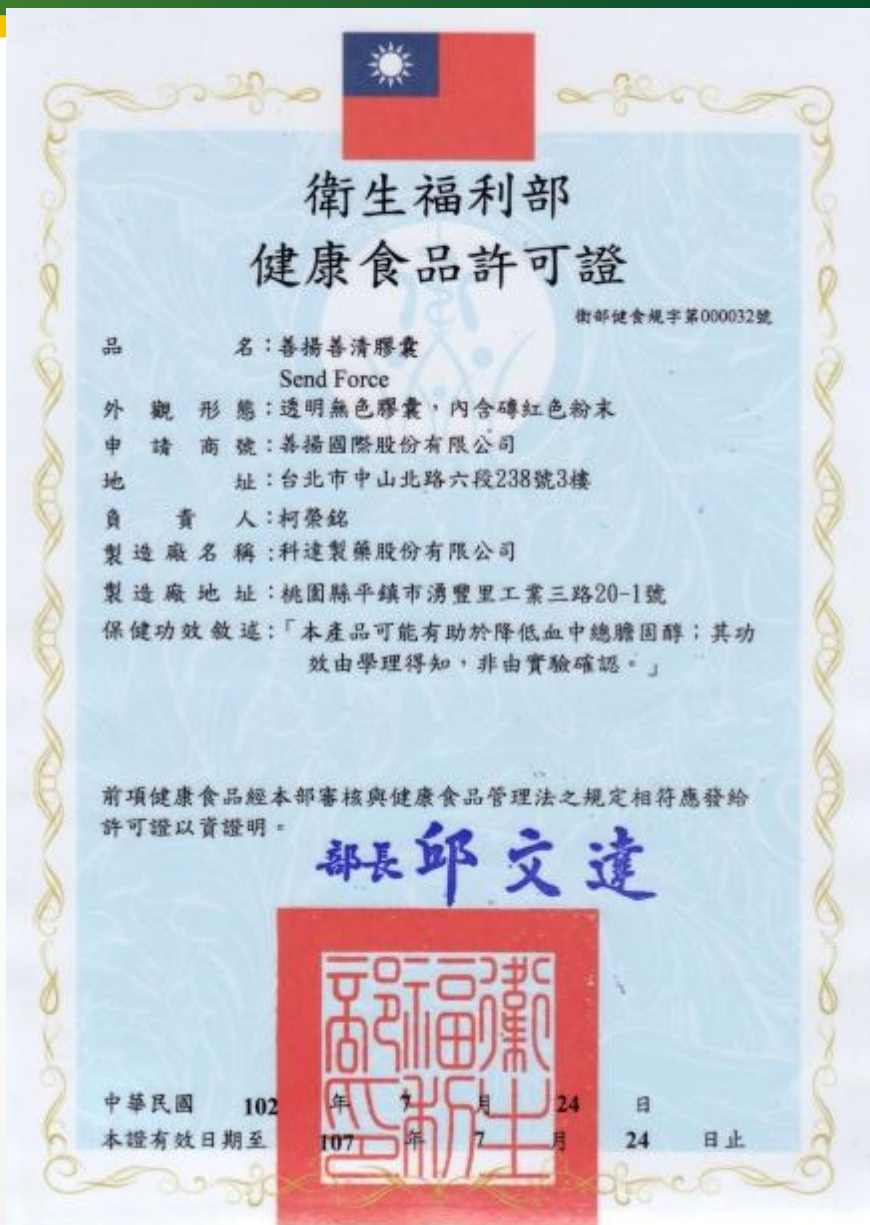 衛生福利部
健康食品許可證
衛部健食規字第000032號
品名：善揚善清膠囊
Send Force
外觀形態：透明無色膠囊，內含磚紅色粉末
申請商號：善揚國際股份有限公司
地址：台北市中山北路六段238號3樓
負責人：柯榮銘
製造廠名稱：科達製藥股份有限公司
製造廠地址：桃園縣平鎮市湧豐里工業三路20-1號
保健功效敘述：「本產品可能有助於降低血中總膽固醇；其功
效由學理得知，非由實驗確認。」
前項健康食品經本部審核與健康食品管理法之規定相符應發給
許可證以資證明。
部長邱文達
衛生福利部印
中華民國 102 年 7 月 24 日
本證有效日期至 107 年 7 月 24 日止